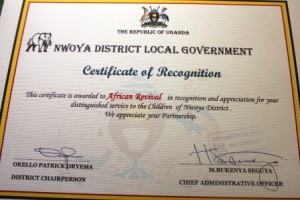 THE REPUBLIC OF UGANDA
NWOYA DISTRICT LOCAL GOVERNMENT
Certificate of Recognition
This certificate is awarded to African Revival in recognition and appreciation for your
distinguished service to the Children of Nwoya District.
We appreciate your Partnership.
OKELLO PATRICK ORYEMA
DISTRICT CHAIRPERSON
M.BUKENYA SEGUYA
CHIEF ADMINISTRATIVE OFFICER